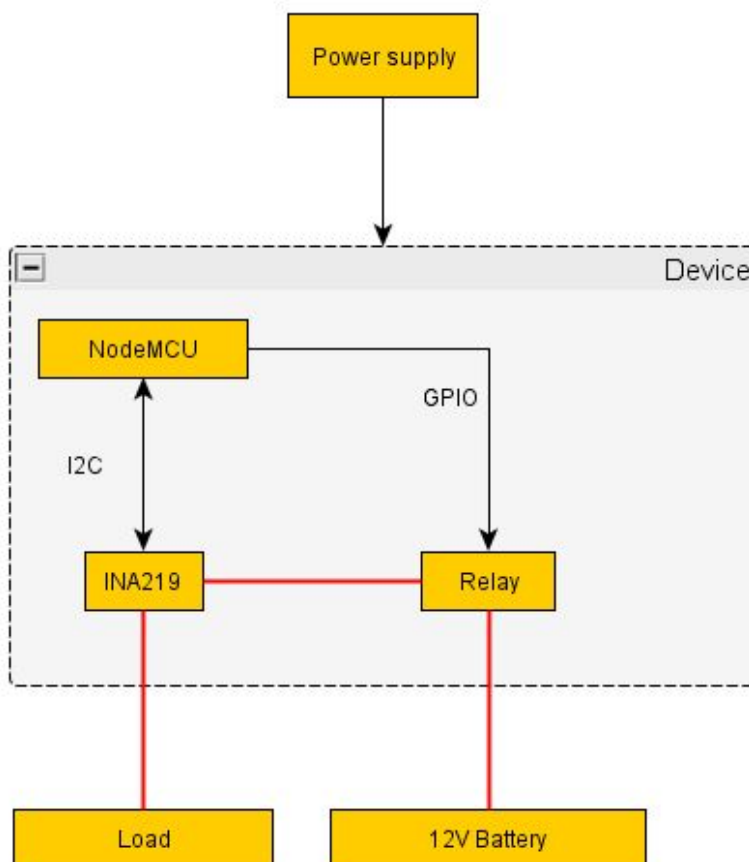 Power supply
Device
NodeMCU
GPIO
I2C
INA219
Relay
Load
12V Battery